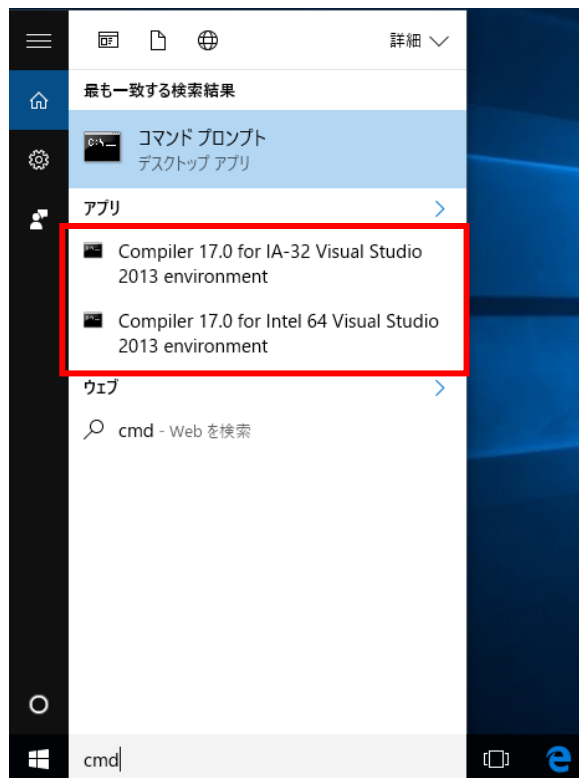 詳細
最も一致する検索結果
コマンド プロンプト
デスクトップ アプリ
アプリ
Compiler 17.0 for IA-32 Visual Studio
2013 environment
Compiler 17.0 for Intel 64 Visual Studio
2013 environment
ウェブ
cmd - Web を検索
cmd